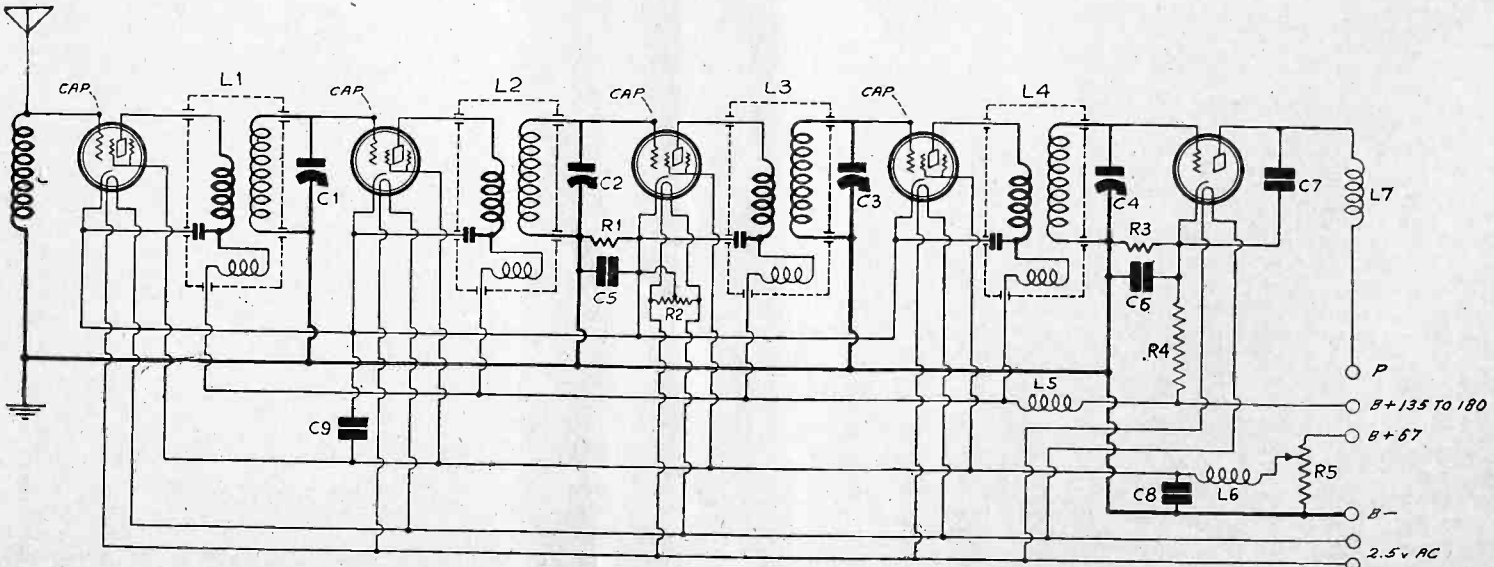 CAP.
L1
C1
CAP.
L2
C2
R1
C5
R2
CAP.
L3
C3
CAP.
L4
C4
R3
C6
R4
C7
L7
P
L5
B+135 TO 180
C9
B+67
R5
L6
C8
B-
2.5V AC